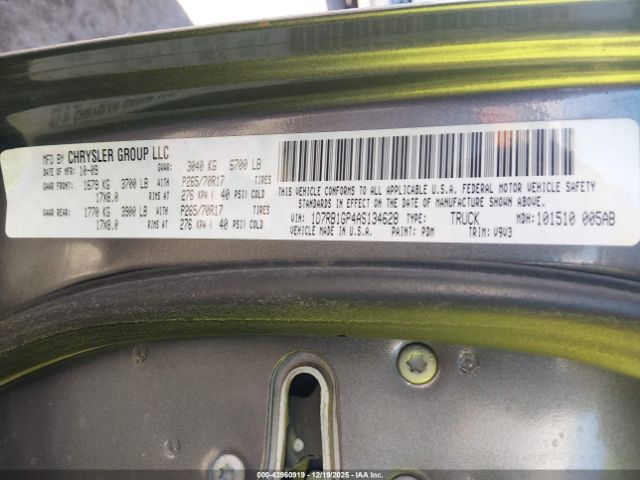 MFD BY CHRYSLER GROUP LLC
DATE OF MFR: 10-09 GVWR: 3040 KG 6700 LB
GAWR FRONT: 1679 KG 3700 LB WITH P265/70R17 TIRES
17X8.0 RIMS AT 276 KPA ( 40 PSI) COLD
GAWR REAR: 1770 KG 3900 LB WITH P265/70R17 TIRES
17X8.0 RIMS AT 276 KPA ( 40 PSI) COLD
THIS VEHICLE CONFORMS TO ALL APPLICABLE U.S.A. FEDERAL MOTOR VEHICLE SAFETY
STANDARDS IN EFFECT ON THE DATE OF MANUFACTURE SHOWN ABOVE.
VIN: 1D7RB1GP4AS134628 TYPE: TRUCK MDH: 101510 005AB
VEHICLE MADE IN U.S.A. PAINT: PDM TRIM: V9V3
000-43960919 | 12/19/2025 - IAA Inc.